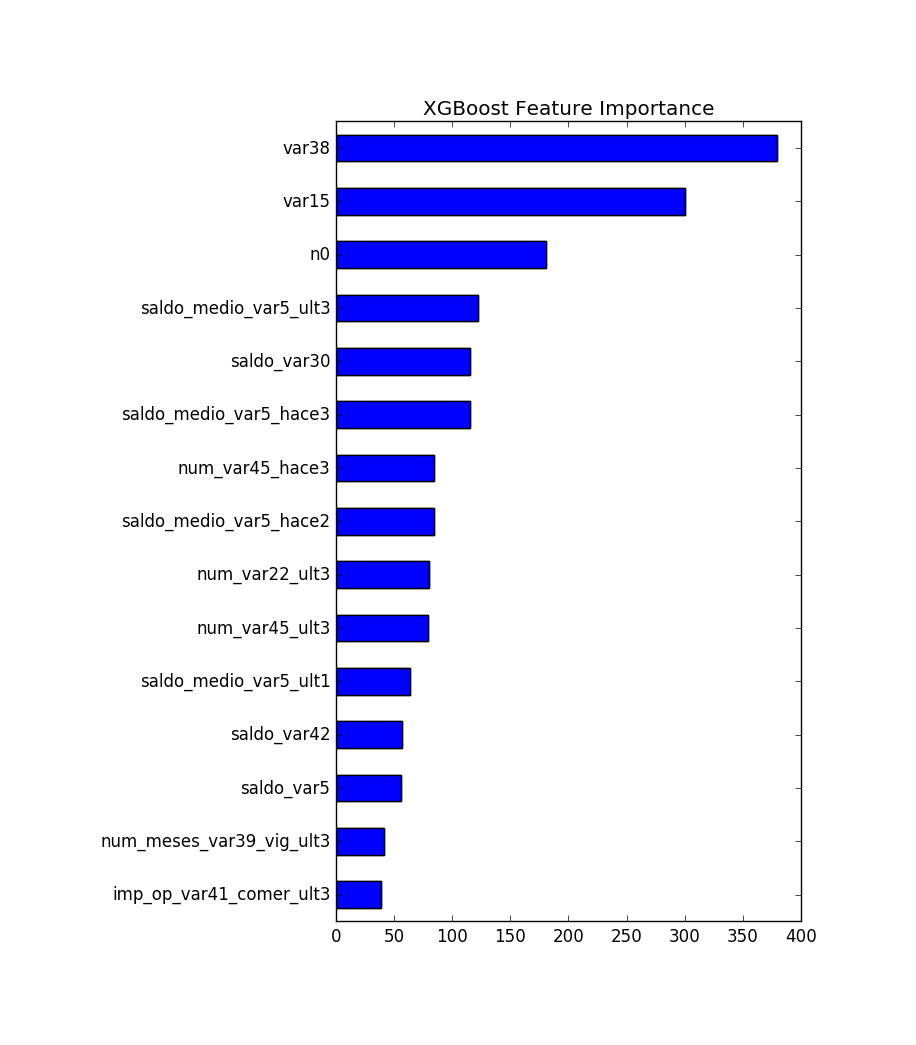 XGBoost Feature Importance
var38
var15
n0
saldo_medio_var5_ult3
saldo_var30
saldo_medio_var5_hace3
num_var45_hace3
saldo_medio_var5_hace2
num_var22_ult3
num_var45_ult3
saldo_medio_var5_ult1
saldo_var42
saldo_var5
num_meses_var39_vig_ult3
imp_op_var41_comer_ult3
0 50 100 150 200 250 300 350 400